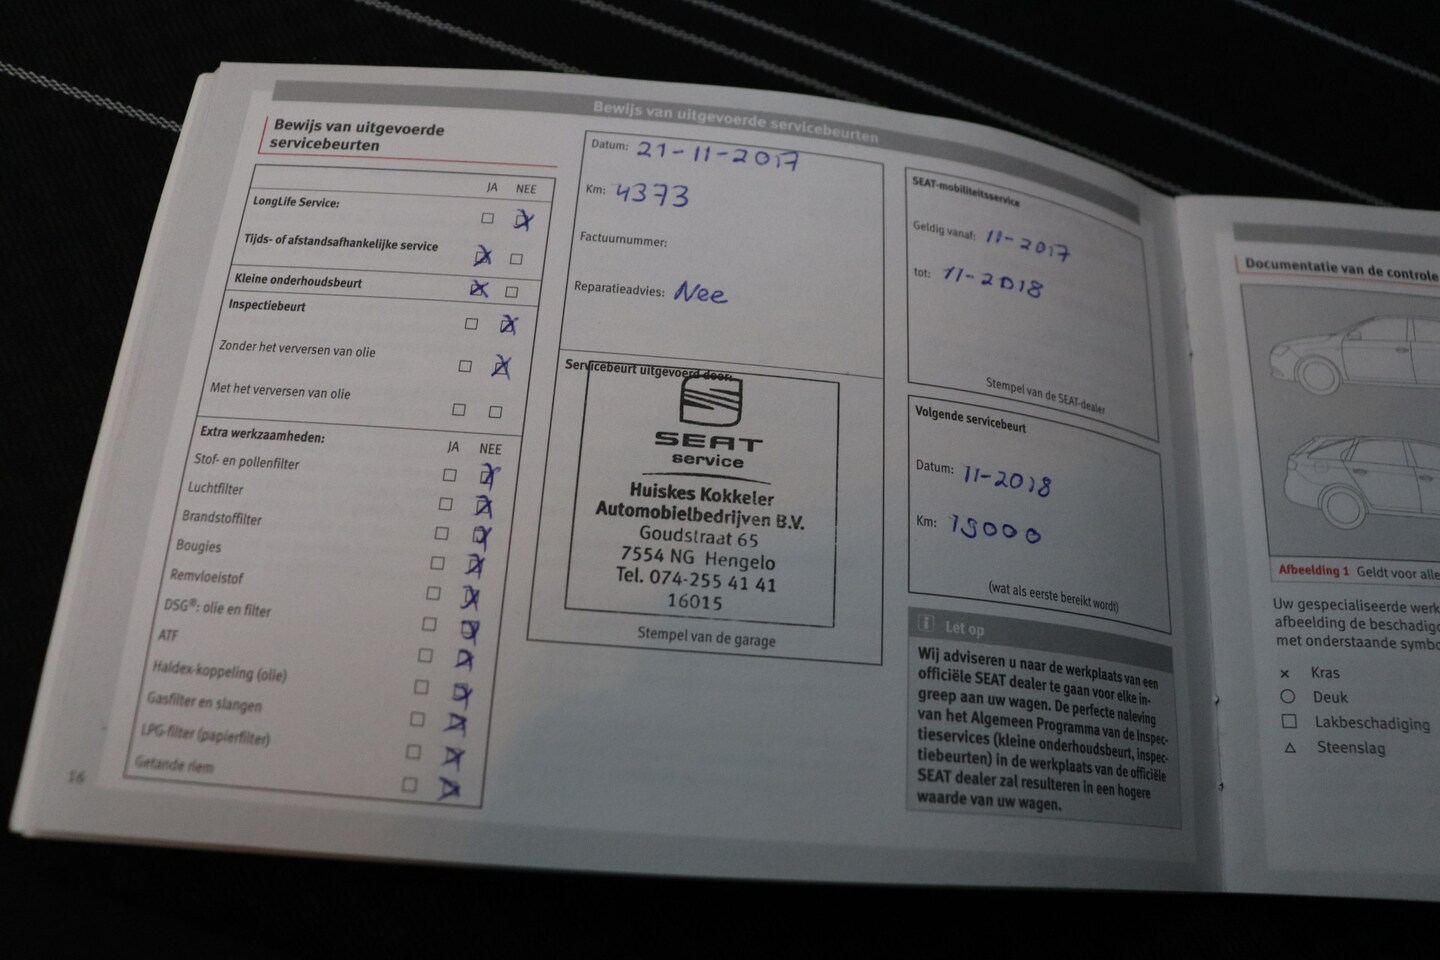 Bewijs van uitgevoerde servicebeurten
Bewijs van uitgevoerde
servicebeurten
JA NEE
LongLife Service:
Tijds- of afstandsafhankelijke service
Kleine onderhoudsbeurt
Inspectiebeurt
Zonder het verversen van olie
Met het verversen van olie
Extra werkzaamheden: JA NEE
Stof- en pollenfilter
Luchtfilter
Brandstoffilter
Bougies
Remvloeistof
DSG®: olie en filter
ATF
Haldex-koppeling (olie)
Gasfilter en slangen
LPG-filter (papierfilter)
Getande riem
16
Datum: 21-11-2017
Km: 4373
Factuurnummer:
Reparatieadvies: Nee
Servicebeurt uitgevoerd door:
SEAT
service
Huiskes Kokkeler
Automobielbedrijven B.V.
Goudstraat 65
7554 NG Hengelo
Tel. 074-255 41 41
16015
Stempel van de garage
SEAT-mobiliteitsservice
Geldig vanaf: 11-2017
tot: 11-2018
Stempel van de SEAT-dealer
Volgende servicebeurt
Datum: 11-2018
Km: 15000
(wat als eerste bereikt wordt)
i Let op
Wij adviseren u naar de werkplaats van een
officiële SEAT dealer te gaan voor elke in-
greep aan uw wagen. De perfecte naleving
van het Algemeen Programma van de Inspec-
tieservices (kleine onderhoudsbeurt, inspec-
tiebeurten) in de werkplaats van de officiële
SEAT dealer zal resulteren in een hogere
waarde van uw wagen.
Documentatie van de controle
Afbeelding 1 Geldt voor alle
Uw gespecialiseerde werk
afbeelding de beschadig
met onderstaande symbo
Kras
Deuk
Lakbeschadiging
Steenslag